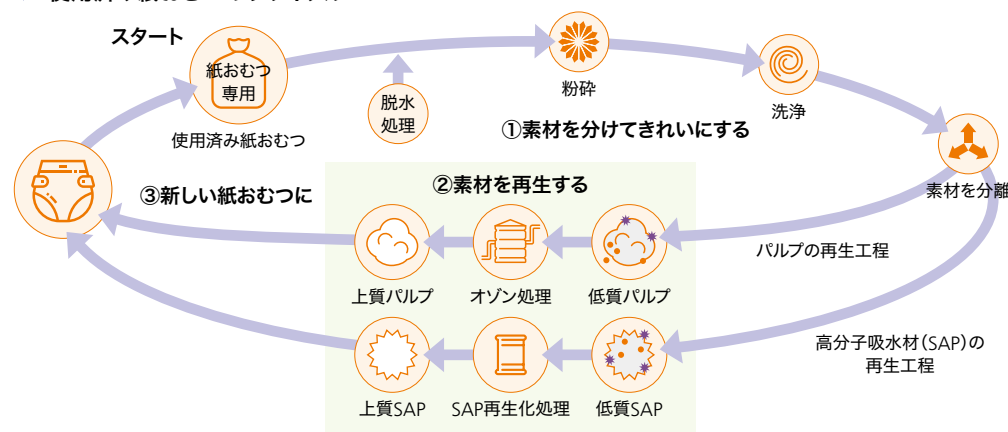 スタート
紙おむつ
専用
使用済み紙おむつ
脱水
処理
粉砕
洗浄
①素材を分けてきれいにする
素材を分離
②素材を再生する
③新しい紙おむつに
上質パルプ
オゾン処理
低質パルプ
パルプの再生工程
上質SAP
SAP再生化処理
低質SAP
高分子吸水材(SAP)の
再生工程